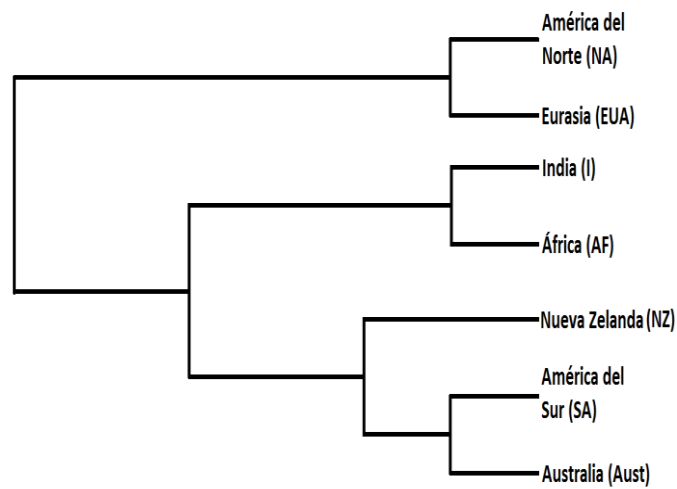 América del
Norte (NA)
Eurasia (EUA)
India (I)
África (AF)
Nueva Zelanda (NZ)
América del
Sur (SA)
Australia (Aust)